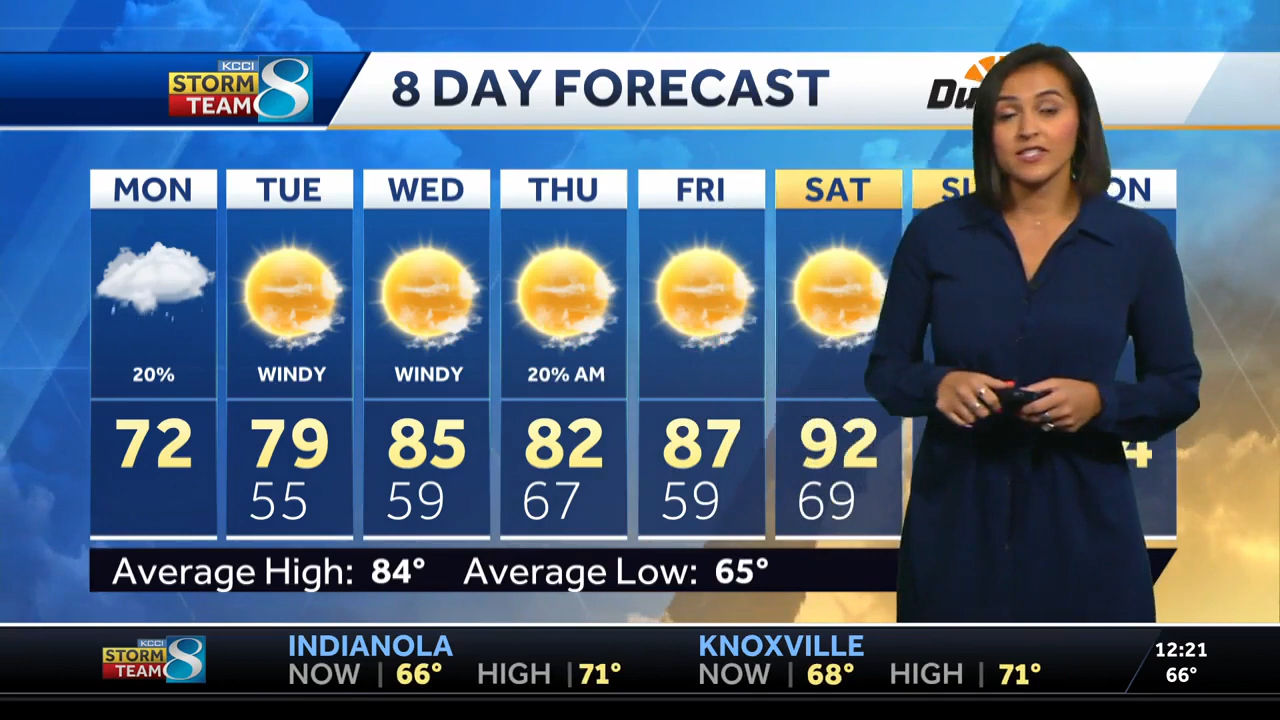 KCCI
STORM
TEAM 8
8 DAY FORECAST
MON TUE WED THU FRI SAT
20% WINDY WINDY 20% AM
72 79 85 82 87 92
55 59 67 59 69
Average High: 84° Average Low: 65°
KCCI
STORM
TEAM 8
INDIANOLA
NOW | 66° HIGH | 71°
KNOXVILLE
NOW | 68° HIGH | 71°
12:21
66°